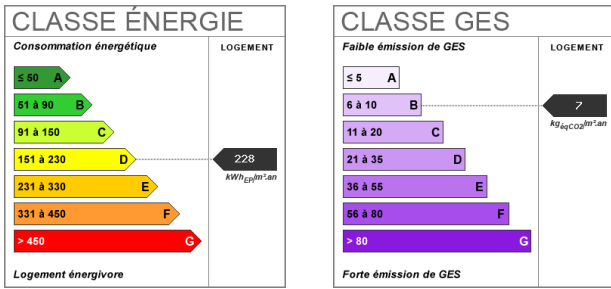 CLASSE ÉNERGIE
Consommation énergétique
LOGEMENT
≤ 50 A
51 à 90 B
91 à 150 C
151 à 230 D
228
kWhEP/m².an
231 à 330 E
331 à 450 F
> 450 G
Logement énergivore
CLASSE GES
Faible émission de GES
LOGEMENT
≤ 5 A
6 à 10 B
7
kgéqCO2/m².an
11 à 20 C
21 à 35 D
36 à 55 E
56 à 80 F
> 80 G
Forte émission de GES